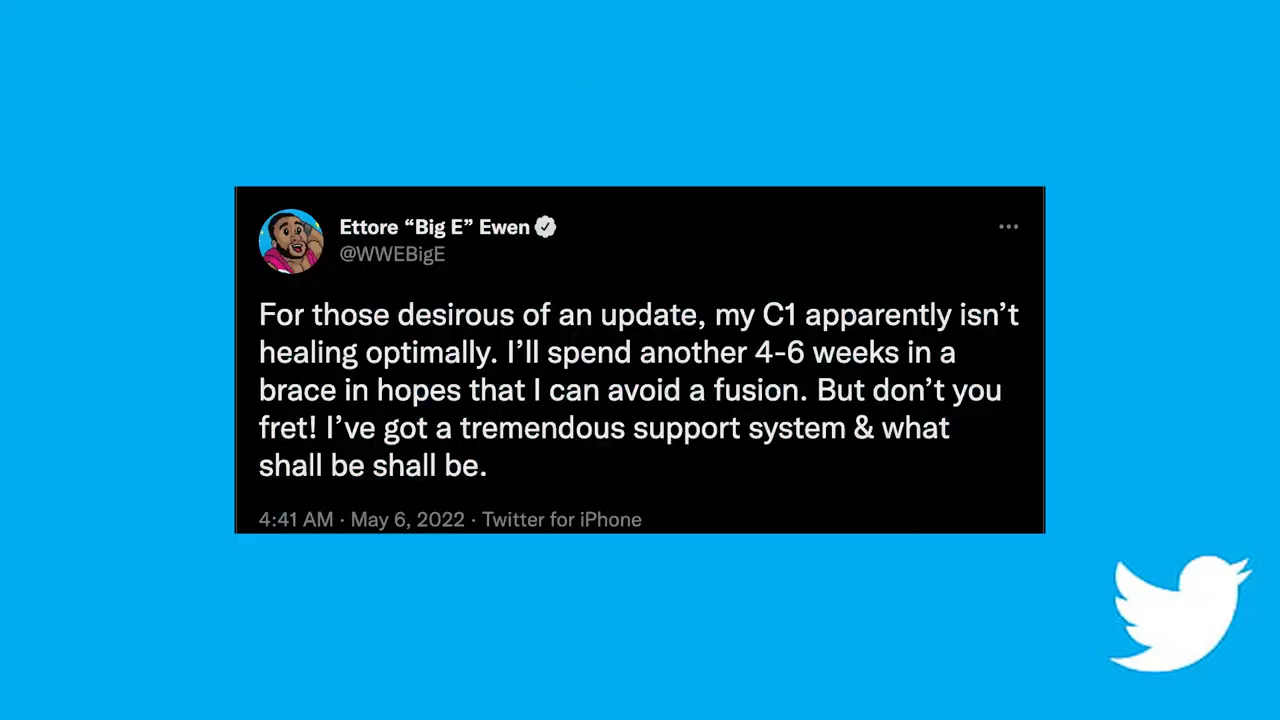 Ettore “Big E” Ewen
@WWEBigE
For those desirous of an update, my C1 apparently isn’t
healing optimally. I’ll spend another 4-6 weeks in a
brace in hopes that I can avoid a fusion. But don’t you
fret! I’ve got a tremendous support system & what
shall be shall be.
4:41 AM · May 6, 2022 · Twitter for iPhone